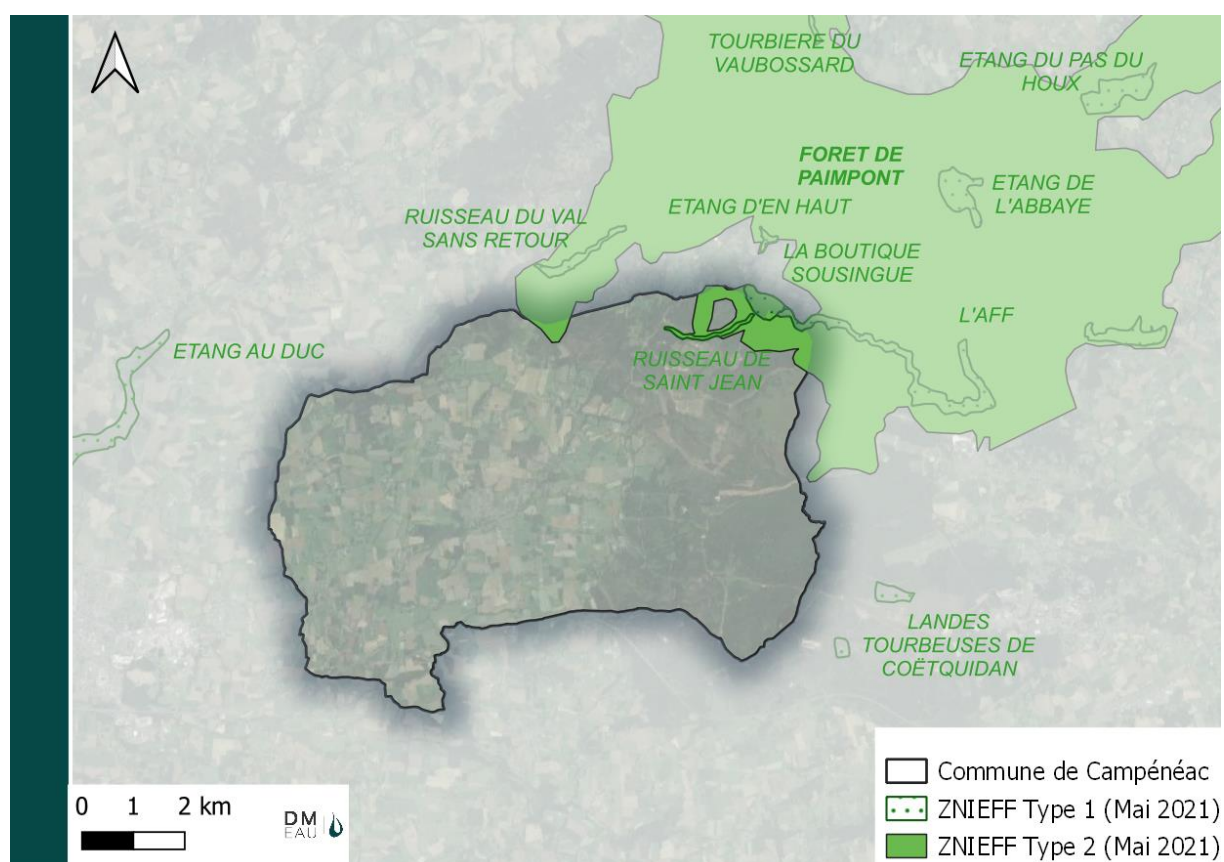 TOURBIERE DU
VAUBOSSARD
ETANG DU PAS DU
HOUX
FORET DE
PAIMPONT
ETANG DE
L'ABBAYE
ETANG D'EN HAUT
RUISSEAU DU VAL
SANS RETOUR
LA BOUTIQUE
SOUSINGUE
L'AFF
ETANG AU DUC
RUISSEAU DE
SAINT JEAN
LANDES
TOURBEUSES DE
COËTQUIDAN
0 1 2 km
DM
EAU
Commune de Campénéac
ZNIEFF Type 1 (Mai 2021)
ZNIEFF Type 2 (Mai 2021)